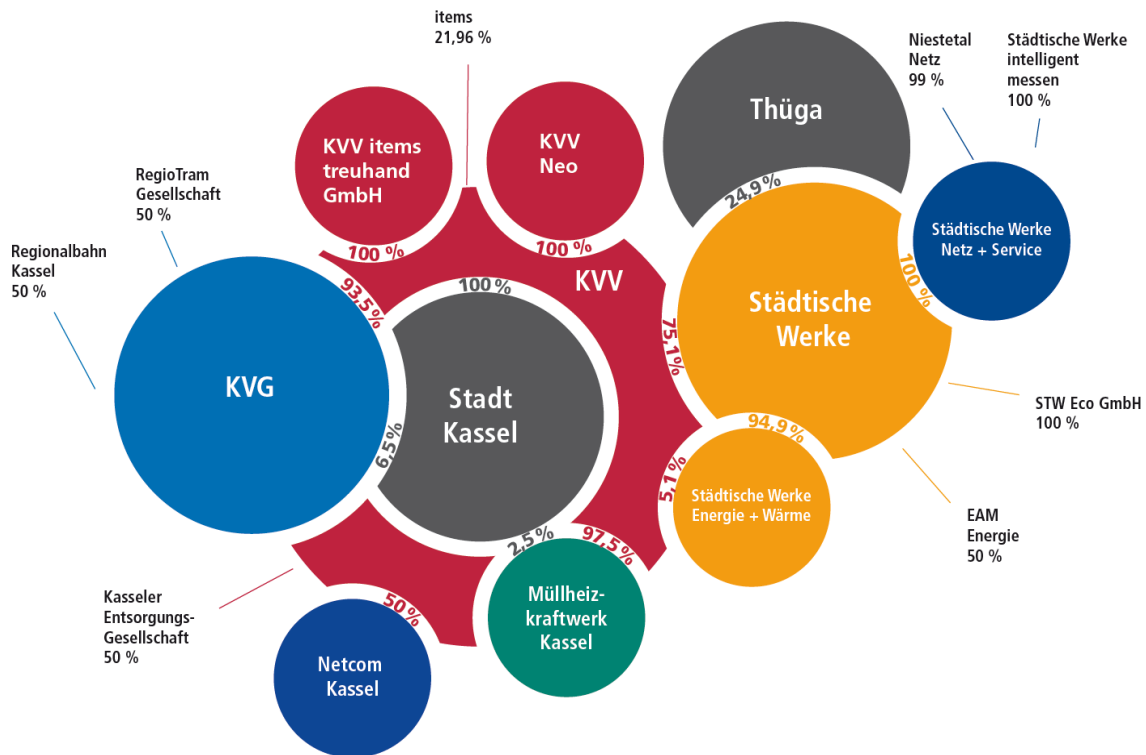 items
21,96 %
Niestetal
Netz
99 %
Städtische Werke
intelligent
messen
100 %
Thüga
24,9 %
KVV items
treuhand
GmbH
100 %
KVV
Neo
100 %
RegioTram
Gesellschaft
50 %
Regionalbahn
Kassel
50 %
Städtische Werke
Netz + Service
100 %
93,5 %
100 %
KVV
75,1 %
Städtische
Werke
KVG
Stadt
Kassel
6,5 %
STW Eco GmbH
100 %
94,9 %
5,1 %
Städtische Werke
Energie + Wärme
EAM
Energie
50 %
2,5 %
97,5 %
Müllheiz-
kraftwerk
Kassel
Kasseler
Entsorgungs-
Gesellschaft
50 %
50 %
Netcom
Kassel